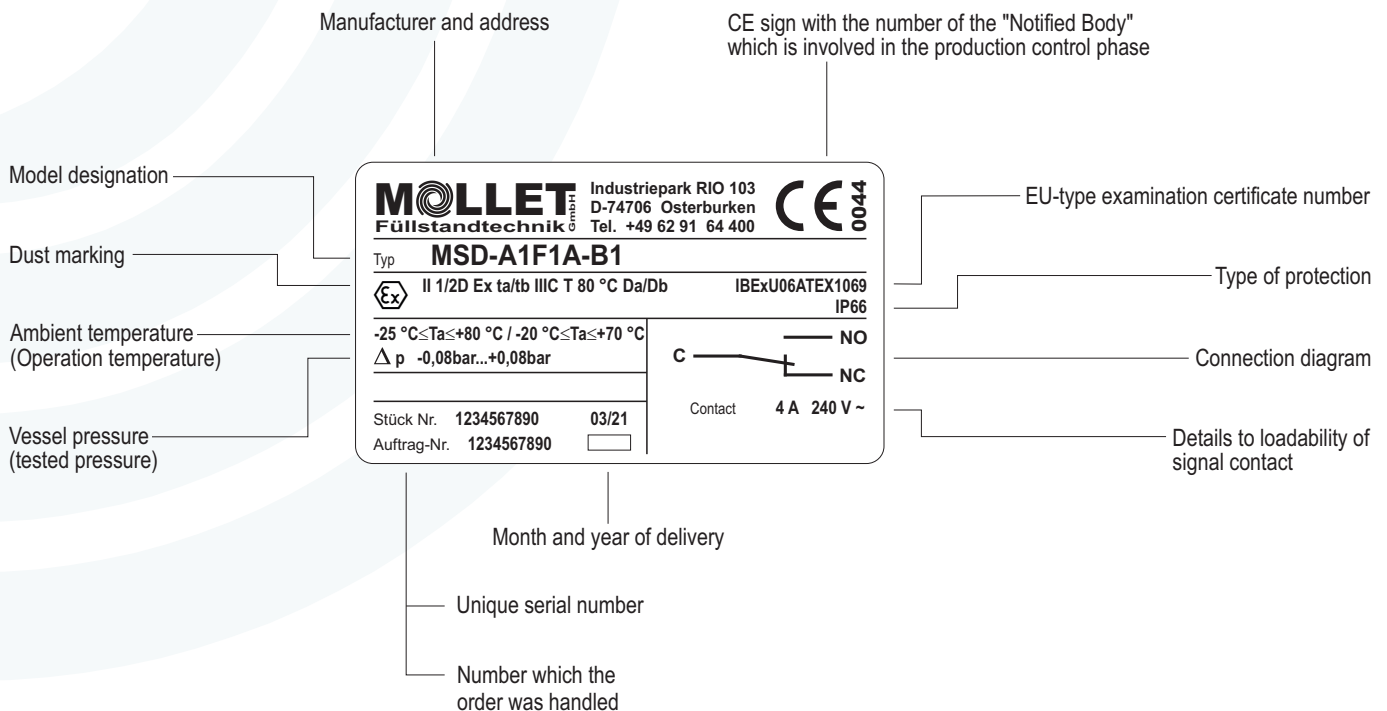 Manufacturer and address
CE sign with the number of the "Notified Body"
which is involved in the production control phase
Model designation
Dust marking
Ambient temperature
(Operation temperature)
Vessel pressure
(tested pressure)
MOLLET
GmbH
Füllstandtechnik
Industriepark RIO 103
D-74706 Osterburken
Tel. +49 62 91 64 400
CE
0044
Typ MSD-A1F1A-B1
Ex
II 1/2D Ex ta/tb IIIC T 80 °C Da/Db
IBExU06ATEX1069
IP66
-25 °C≤Ta≤+80 °C / -20 °C≤Ta≤+70 °C
Δ p -0,08bar...+0,08bar
Stück Nr. 1234567890 03/21
Auftrag-Nr. 1234567890
NO
C
NC
Contact 4 A 240 V ~
EU-type examination certificate number
Type of protection
Connection diagram
Details to loadability of
signal contact
Month and year of delivery
Unique serial number
Number which the
order was handled